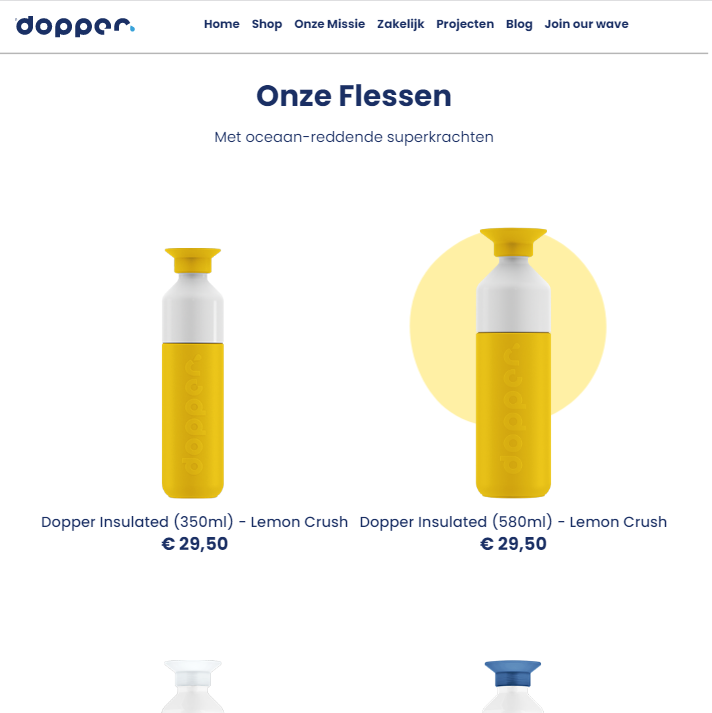 dopper
Home Shop Onze Missie Zakelijk Projecten Blog Join our wave
Onze Flessen
Met oceaan-reddende superkrachten
dopper
dopper
Dopper Insulated (350ml) - Lemon Crush
€ 29,50
Dopper Insulated (580ml) - Lemon Crush
€ 29,50